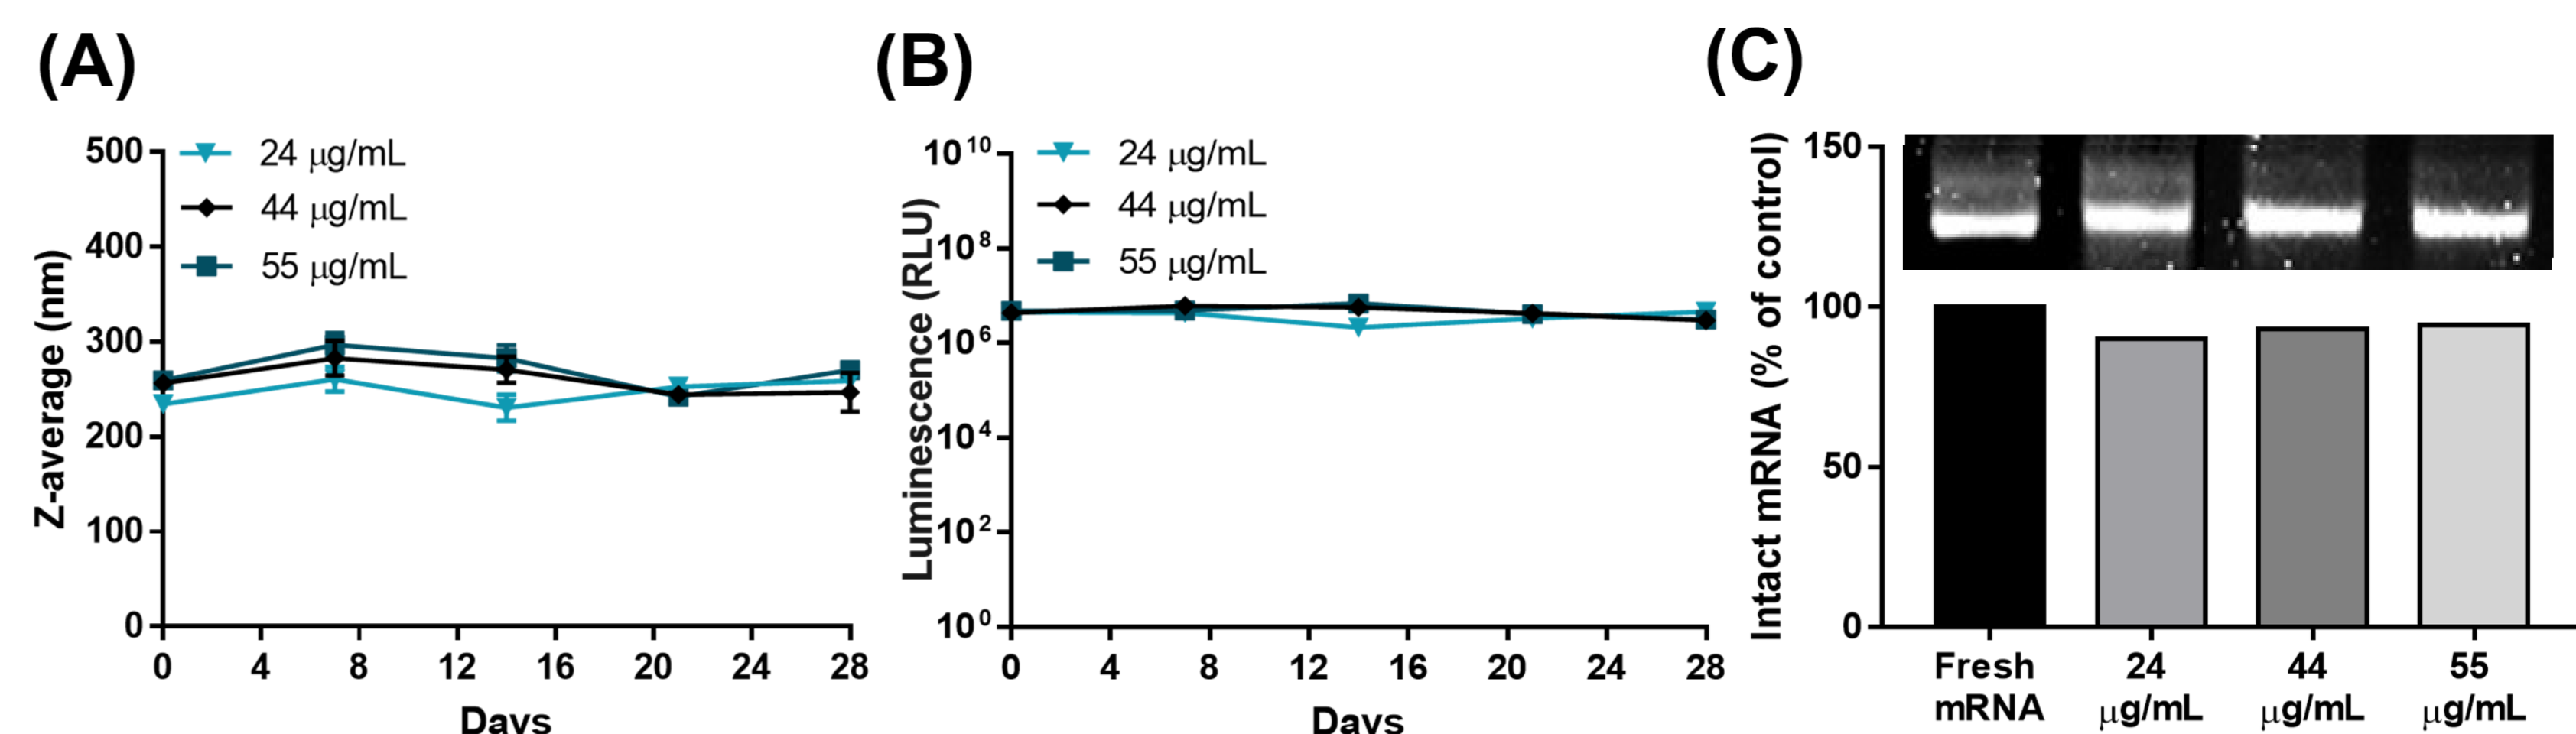 (A)
500
400
300
200
100
0
Z-average (nm)
24 µg/mL
44 µg/mL
55 µg/mL
0 4 8 12 16 20 24 28
Days
(B)
10^10
10^8
10^6
10^4
10^2
10^0
Luminescence (RLU)
24 µg/mL
44 µg/mL
55 µg/mL
0 4 8 12 16 20 24 28
Days
(C)
150
100
50
0
Intact mRNA (% of control)
Fresh mRNA
24 µg/mL
44 µg/mL
55 µg/mL